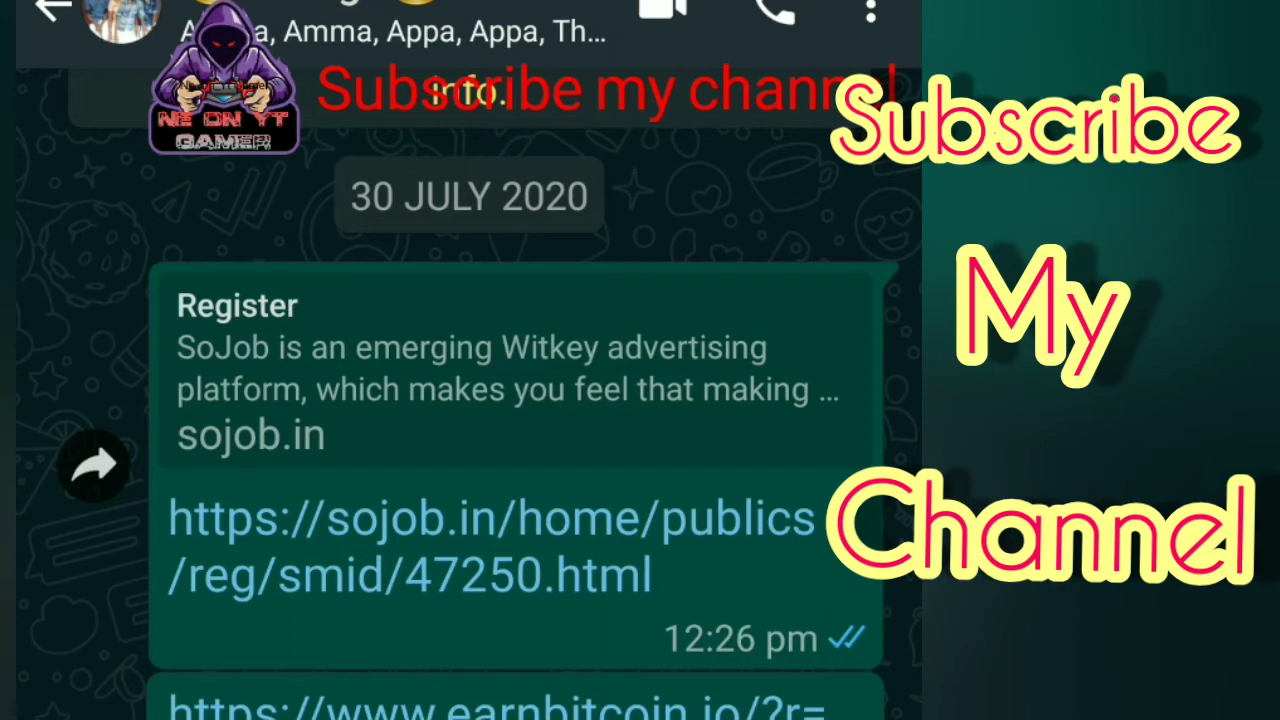 Amma, Appa, Appa, Th...
info.
Subscribe my channel
NEON YT
GAMER
30 JULY 2020
Register
SoJob is an emerging Witkey advertising
platform, which makes you feel that making ...
sojob.in
https://sojob.in/home/publics
/reg/smid/47250.html
12:26 pm
https://www.earnbitcoin.io/?r=
Subscribe
My
Channel